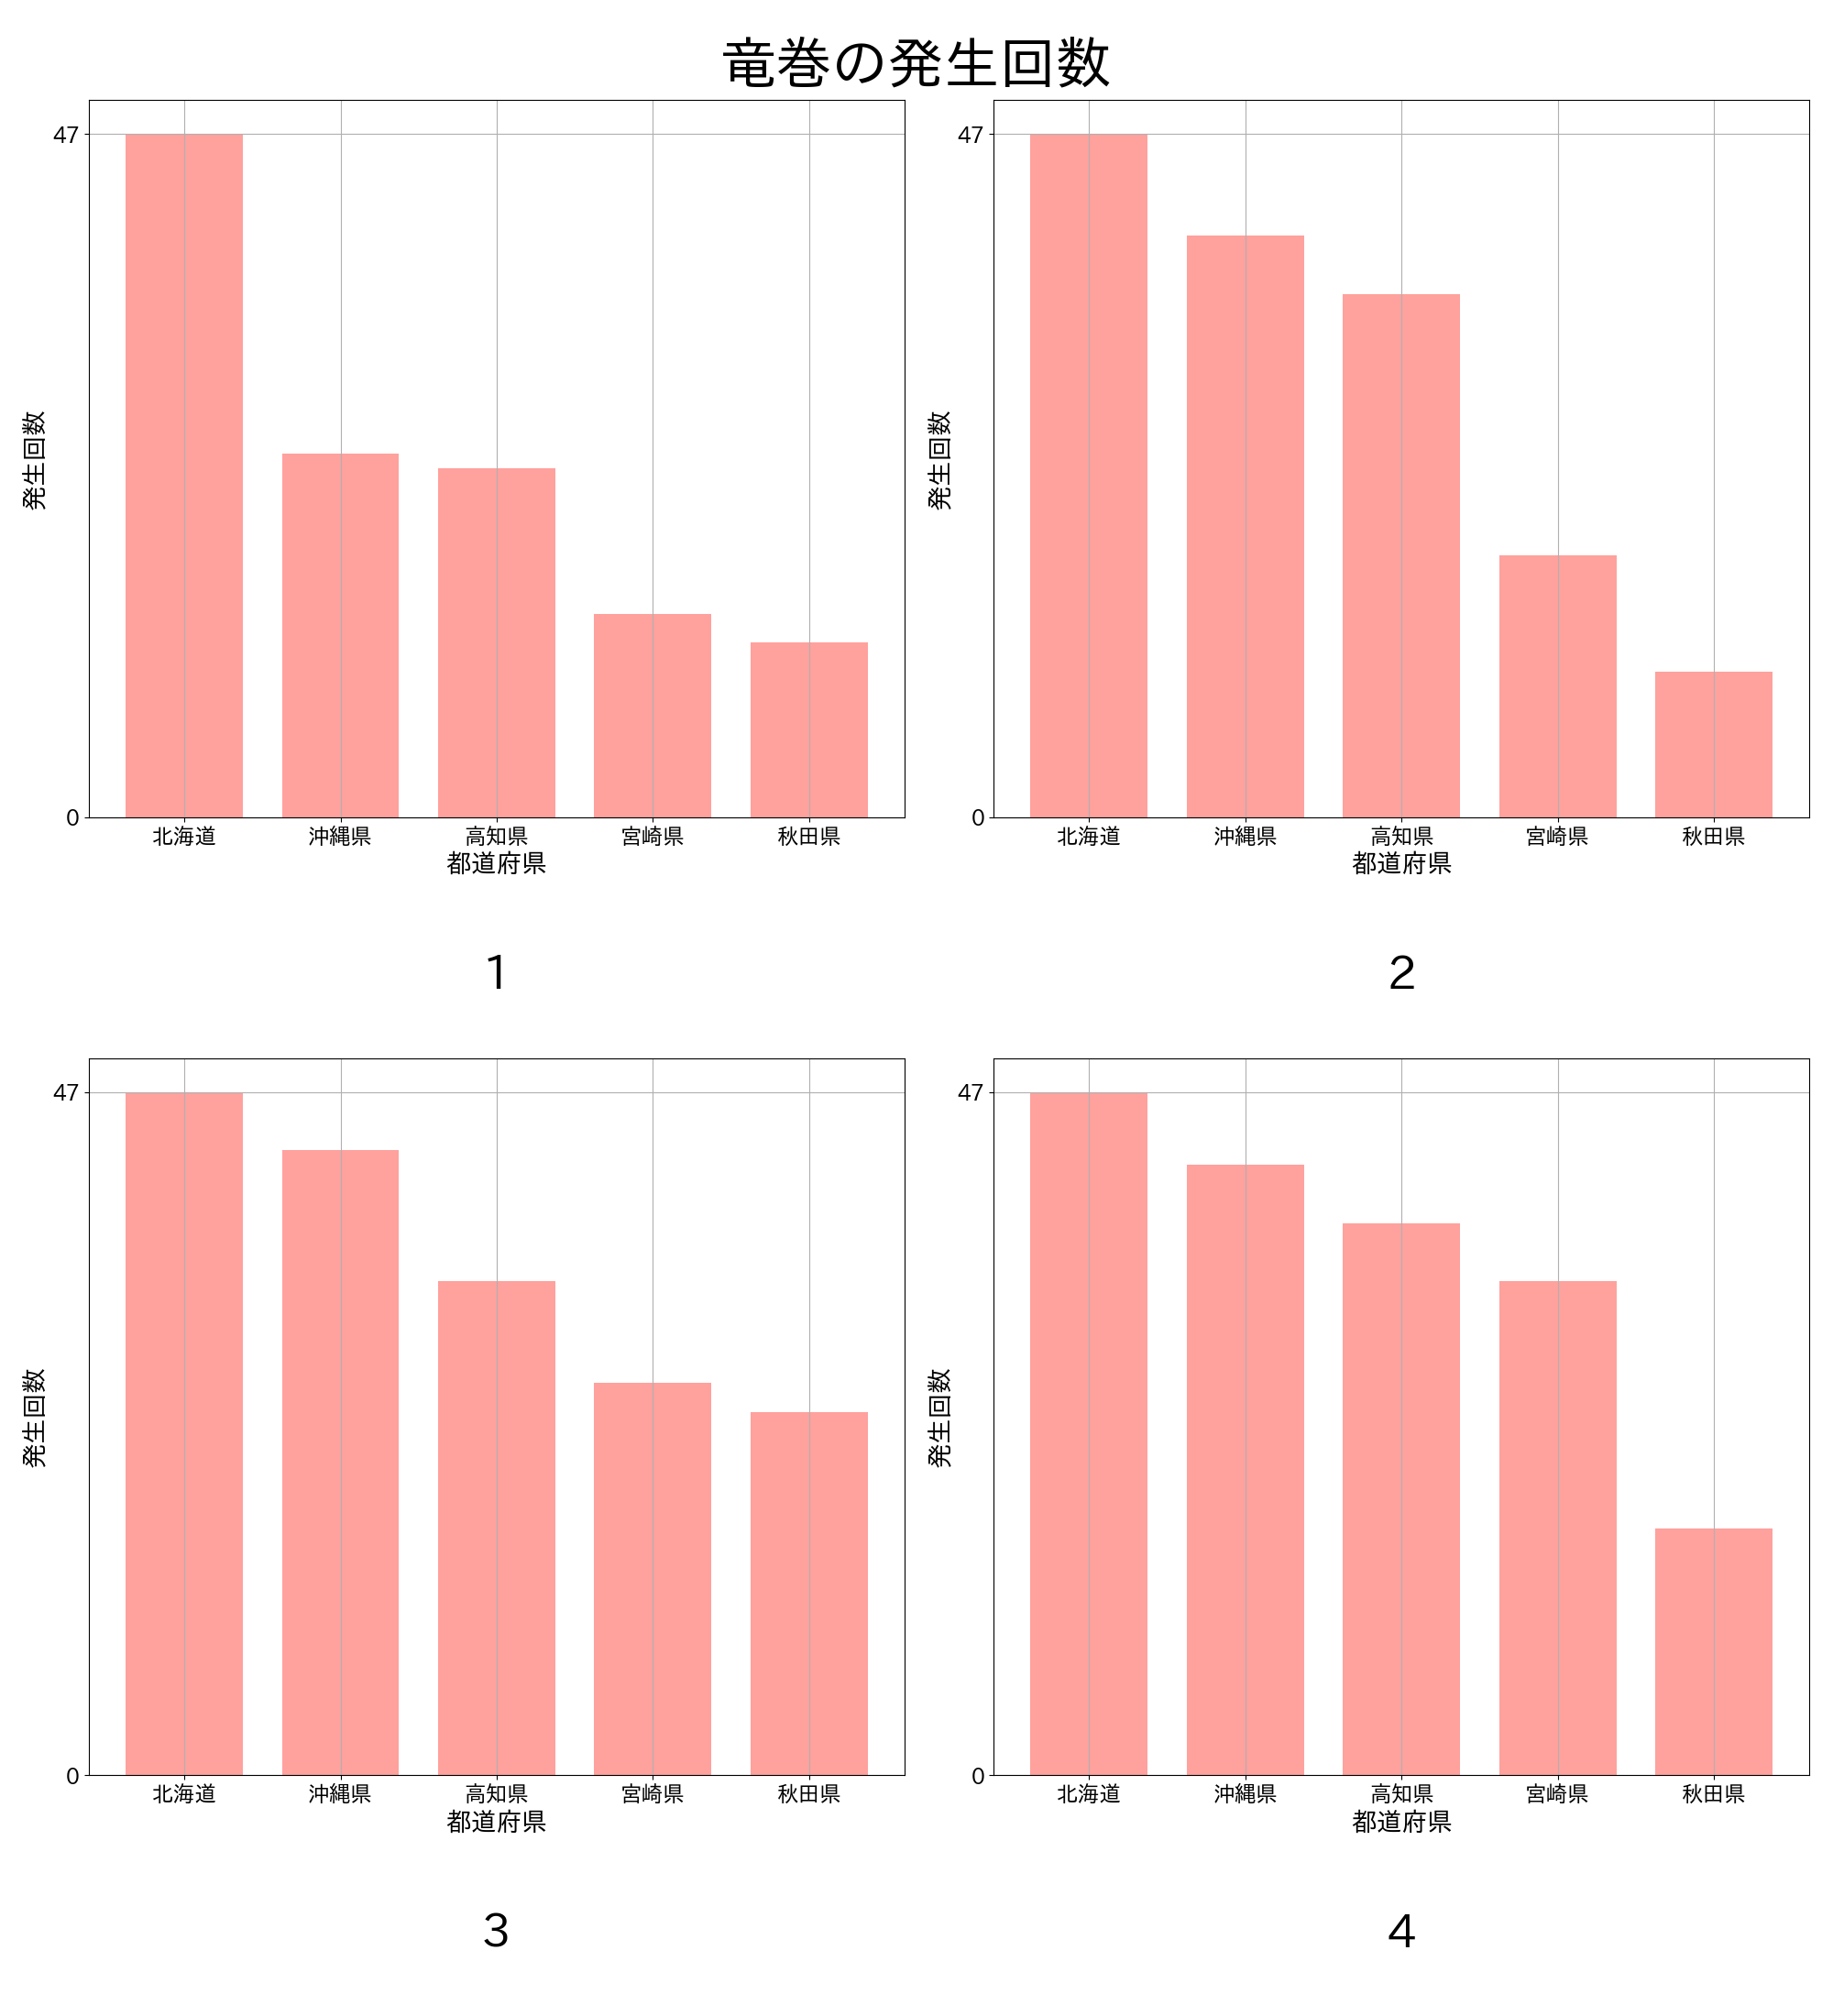 竜巻の発生回数
47
0
発生回数
北海道 沖縄県 高知県 宮崎県 秋田県
都道府県
1
47
0
発生回数
北海道 沖縄県 高知県 宮崎県 秋田県
都道府県
2
47
0
発生回数
北海道 沖縄県 高知県 宮崎県 秋田県
都道府県
3
47
0
発生回数
北海道 沖縄県 高知県 宮崎県 秋田県
都道府県
4